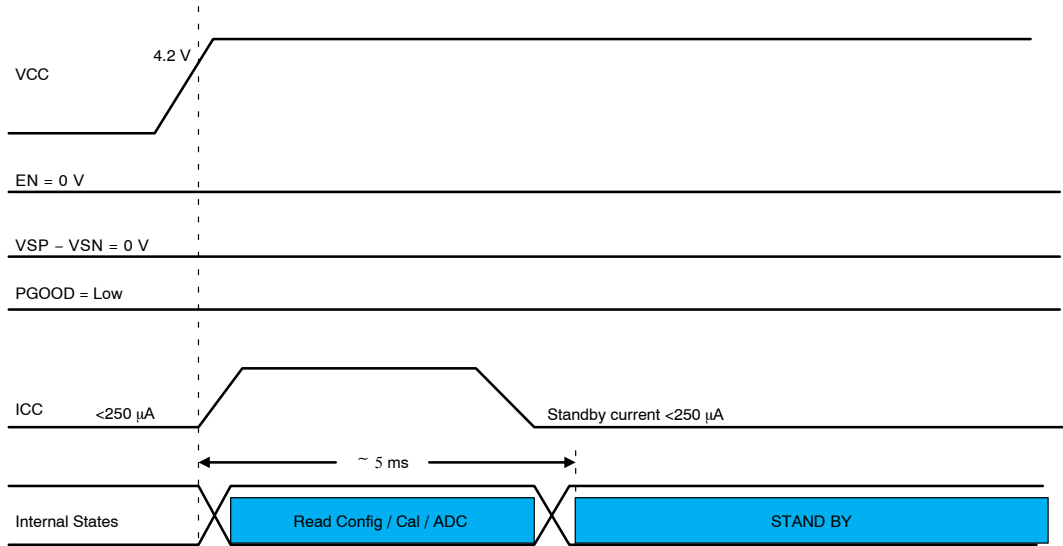 4.2 V
VCC
EN = 0 V
VSP − VSN = 0 V
PGOOD = Low
ICC <250 μA Standby current <250 μA
~ 5 ms
Internal States Read Config / Cal / ADC STAND BY